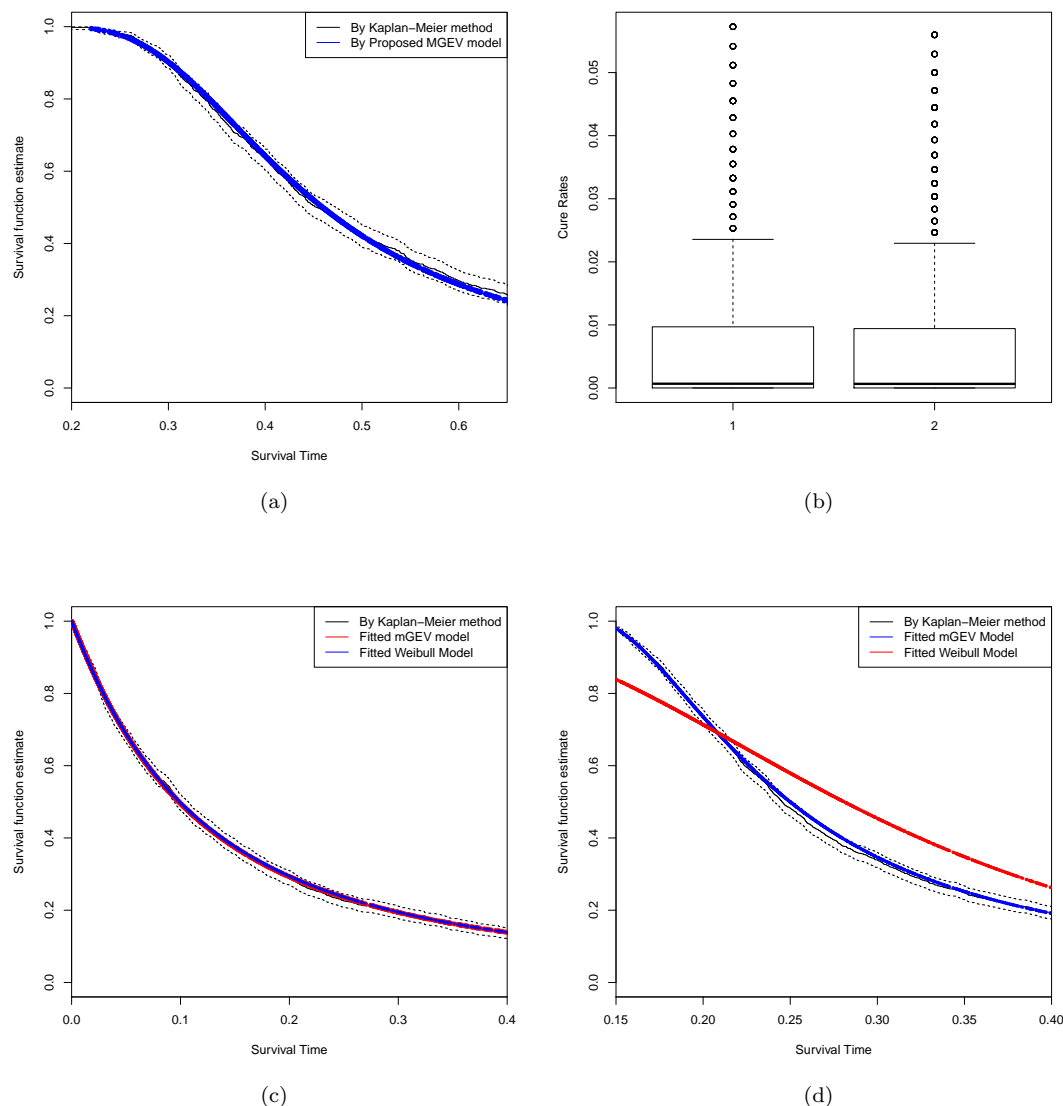 By Kaplan−Meier method
By Proposed MGEV model
Survival function estimate
0.0 0.2 0.4 0.6 0.8 1.0
0.2 0.3 0.4 0.5 0.6
Survival Time
(a)
Cure Rates
0.00 0.01 0.02 0.03 0.04 0.05
1 2
(b)
By Kaplan−Meier method
Fitted mGEV model
Fitted Weibull Model
Survival function estimate
0.0 0.2 0.4 0.6 0.8 1.0
0.0 0.1 0.2 0.3 0.4
Survival Time
(c)
By Kaplan−Meier method
Fitted mGEV Model
Fitted Weibull Model
Survival function estimate
0.0 0.2 0.4 0.6 0.8 1.0
0.15 0.20 0.25 0.30 0.35 0.40
Survival Time
(d)